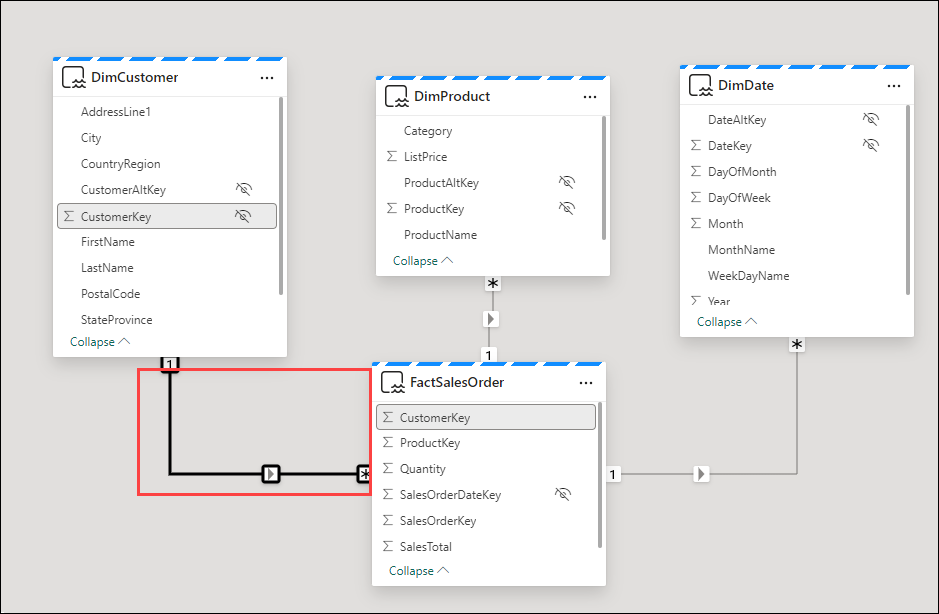 DimCustomer ...
AddressLine1
City
CountryRegion
CustomerAltKey
Σ CustomerKey
FirstName
LastName
PostalCode
StateProvince
Collapse
1
DimProduct ...
Category
Σ ListPrice
ProductAltKey
Σ ProductKey
ProductName
Collapse
*
1
DimDate ...
DateAltKey
Σ DateKey
Σ DayOfMonth
Σ DayOfWeek
Σ Month
MonthName
WeekDayName
Σ Year
Collapse
*
FactSalesOrder ...
Σ CustomerKey
Σ ProductKey
Σ Quantity
Σ SalesOrderDateKey
Σ SalesOrderKey
Σ SalesTotal
Collapse
*
1